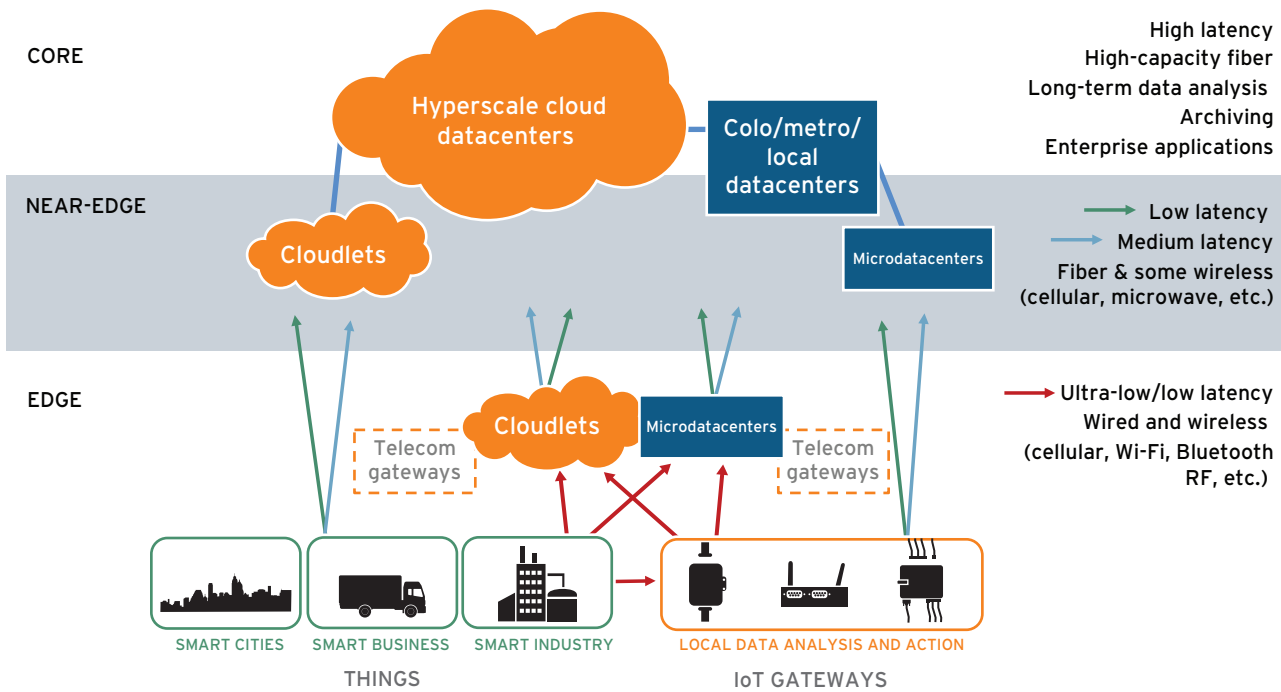 CORE
Hyperscale cloud
datacenters
Colo/metro/
local
datacenters
High latency
High-capacity fiber
Long-term data analysis
Archiving
Enterprise applications
NEAR-EDGE
Cloudlets
Microdatacenters
Low latency
Medium latency
Fiber & some wireless
(cellular, microwave, etc.)
EDGE
Telecom
gateways
Cloudlets
Microdatacenters
Telecom
gateways
Ultra-low/low latency
Wired and wireless
(cellular, Wi-Fi, Bluetooth
RF, etc.)
SMART CITIES
SMART BUSINESS
SMART INDUSTRY
LOCAL DATA ANALYSIS AND ACTION
THINGS
IoT GATEWAYS